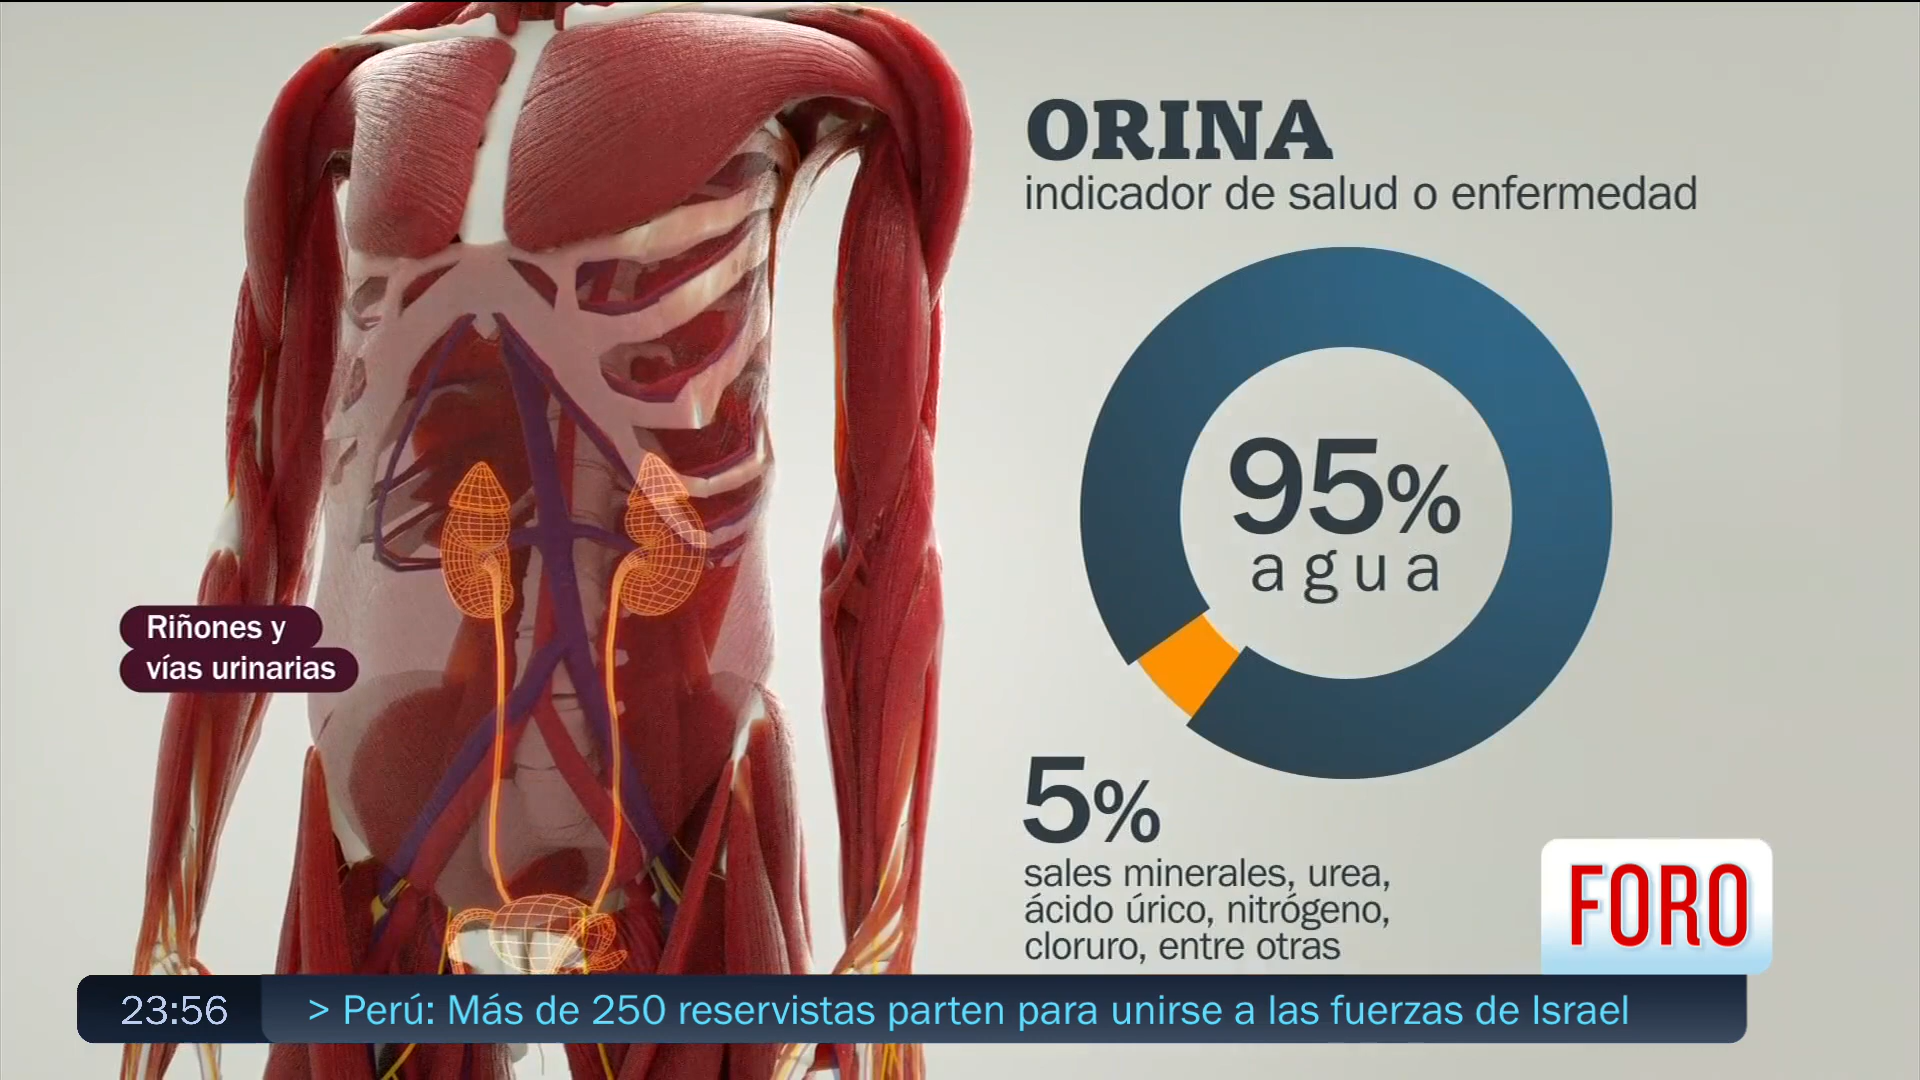 ORINA
indicador de salud o enfermedad
95%
agua
Riñones y
vías urinarias
5%
sales minerales, urea,
ácido úrico, nitrógeno,
cloruro, entre otras
FORO
23:56
> Perú: Más de 250 reservistas parten para unirse a las fuerzas de Israel